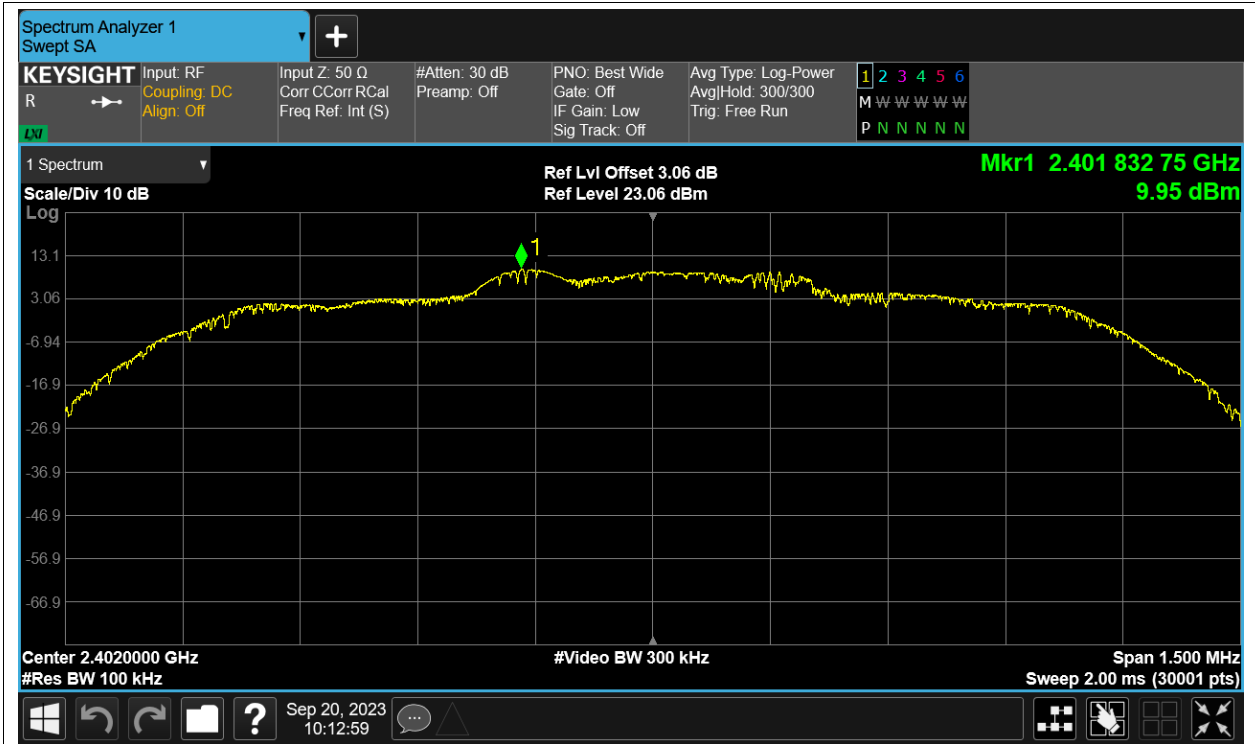 Spectrum Analyzer 1
Swept SA
KEYSIGHT
R
LXI
Input: RF
Coupling: DC
Align: Off
Input Z: 50 Ω
Corr CCorr RCal
Freq Ref: Int (S)
#Atten: 30 dB
Preamp: Off
PNO: Best Wide
Gate: Off
IF Gain: Low
Sig Track: Off
Avg Type: Log-Power
Avg|Hold: 300/300
Trig: Free Run
1 2 3 4 5 6
M W W W W W
P N N N N N
1 Spectrum
Scale/Div 10 dB
Log
Ref Lvl Offset 3.06 dB
Ref Level 23.06 dBm
Mkr1 2.401 832 75 GHz
9.95 dBm
1
13.1
3.06
-6.94
-16.9
-26.9
-36.9
-46.9
-56.9
-66.9
Center 2.4020000 GHz
#Res BW 100 kHz
#Video BW 300 kHz
Span 1.500 MHz
Sweep 2.00 ms (30001 pts)
?
Sep 20, 2023
10:12:59